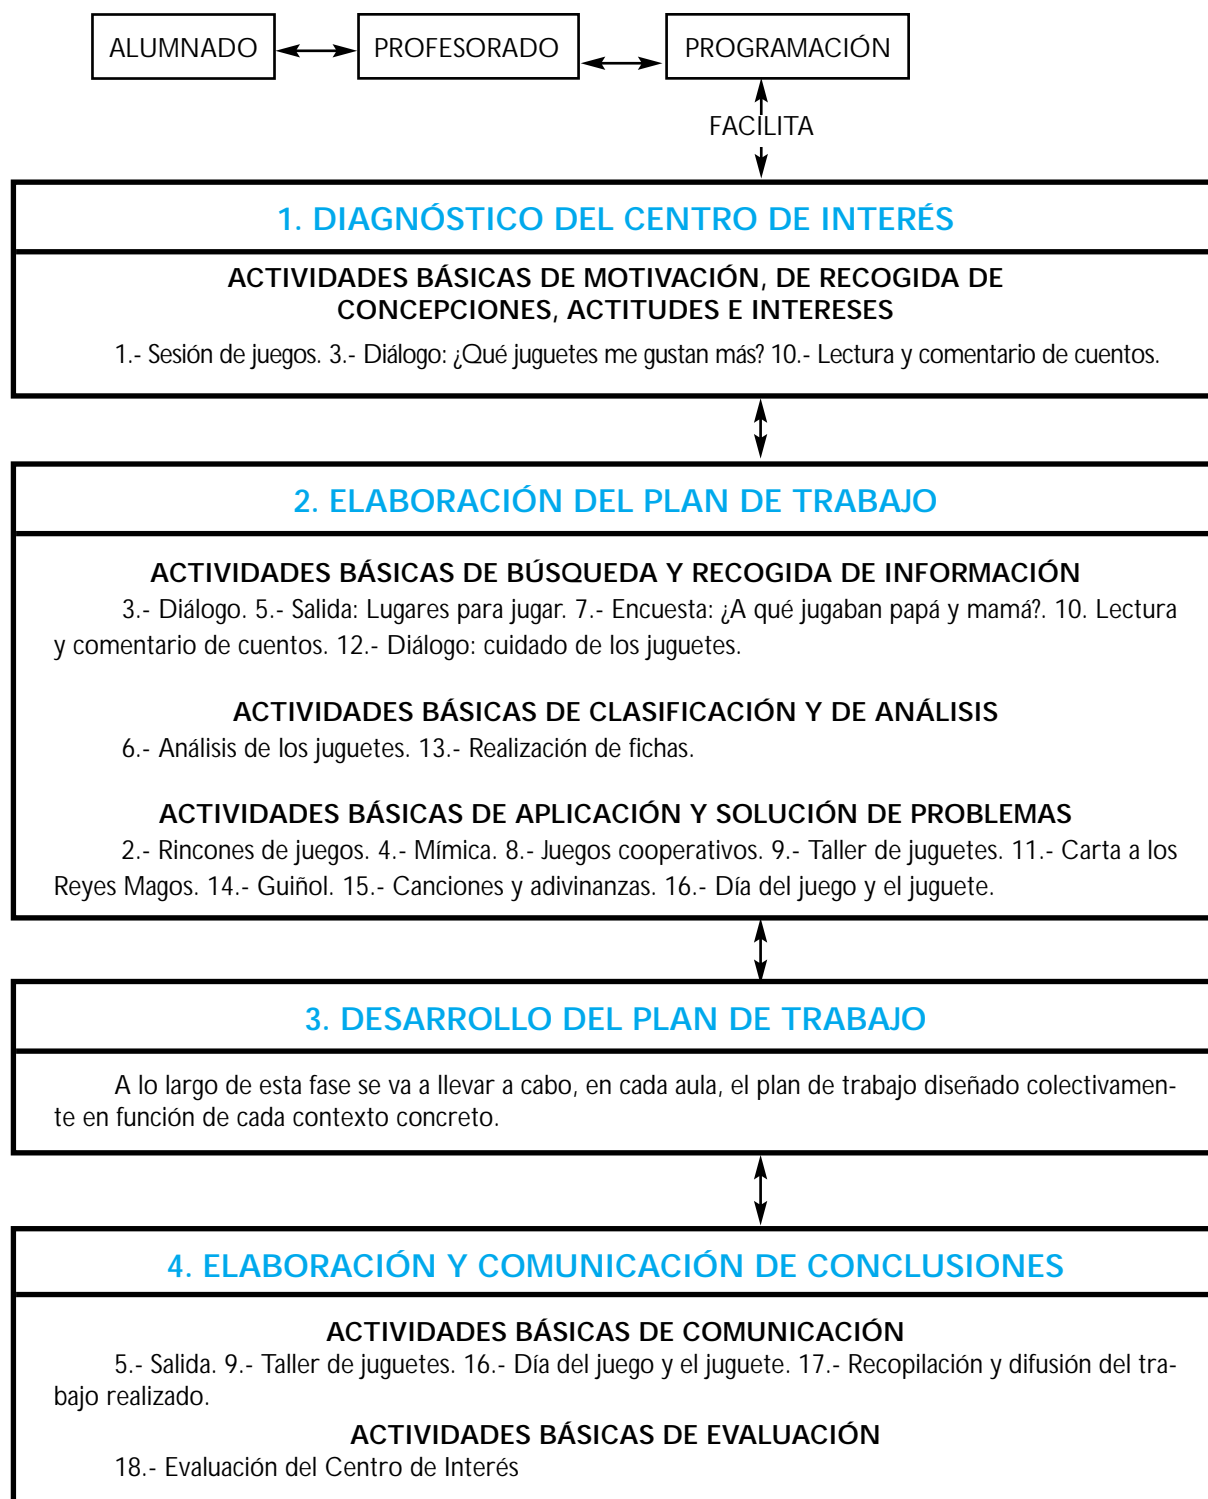 ALUMNADO PROFESORADO PROGRAMACIÓN
FACILITA
1. DIAGNÓSTICO DEL CENTRO DE INTERÉS
ACTIVIDADES BÁSICAS DE MOTIVACIÓN, DE RECOGIDA DE
CONCEPCIONES, ACTITUDES E INTERESES
1.- Sesión de juegos. 3.- Diálogo: ¿Qué juguetes me gustan más? 10.- Lectura y comentario de cuentos.
2. ELABORACIÓN DEL PLAN DE TRABAJO
ACTIVIDADES BÁSICAS DE BÚSQUEDA Y RECOGIDA DE INFORMACIÓN
3.- Diálogo. 5.- Salida: Lugares para jugar. 7.- Encuesta: ¿A qué jugaban papá y mamá?. 10. Lectura
y comentario de cuentos. 12.- Diálogo: cuidado de los juguetes.
ACTIVIDADES BÁSICAS DE CLASIFICACIÓN Y DE ANÁLISIS
6.- Análisis de los juguetes. 13.- Realización de fichas.
ACTIVIDADES BÁSICAS DE APLICACIÓN Y SOLUCIÓN DE PROBLEMAS
2.- Rincones de juegos. 4.- Mímica. 8.- Juegos cooperativos. 9.- Taller de juguetes. 11.- Carta a los
Reyes Magos. 14.- Guiñol. 15.- Canciones y adivinanzas. 16.- Día del juego y el juguete.
3. DESARROLLO DEL PLAN DE TRABAJO
A lo largo de esta fase se va a llevar a cabo, en cada aula, el plan de trabajo diseñado colectivamen-
te en función de cada contexto concreto.
4. ELABORACIÓN Y COMUNICACIÓN DE CONCLUSIONES
ACTIVIDADES BÁSICAS DE COMUNICACIÓN
5.- Salida. 9.- Taller de juguetes. 16.- Día del juego y el juguete. 17.- Recopilación y difusión del tra-
bajo realizado.
ACTIVIDADES BÁSICAS DE EVALUACIÓN
18.- Evaluación del Centro de Interés